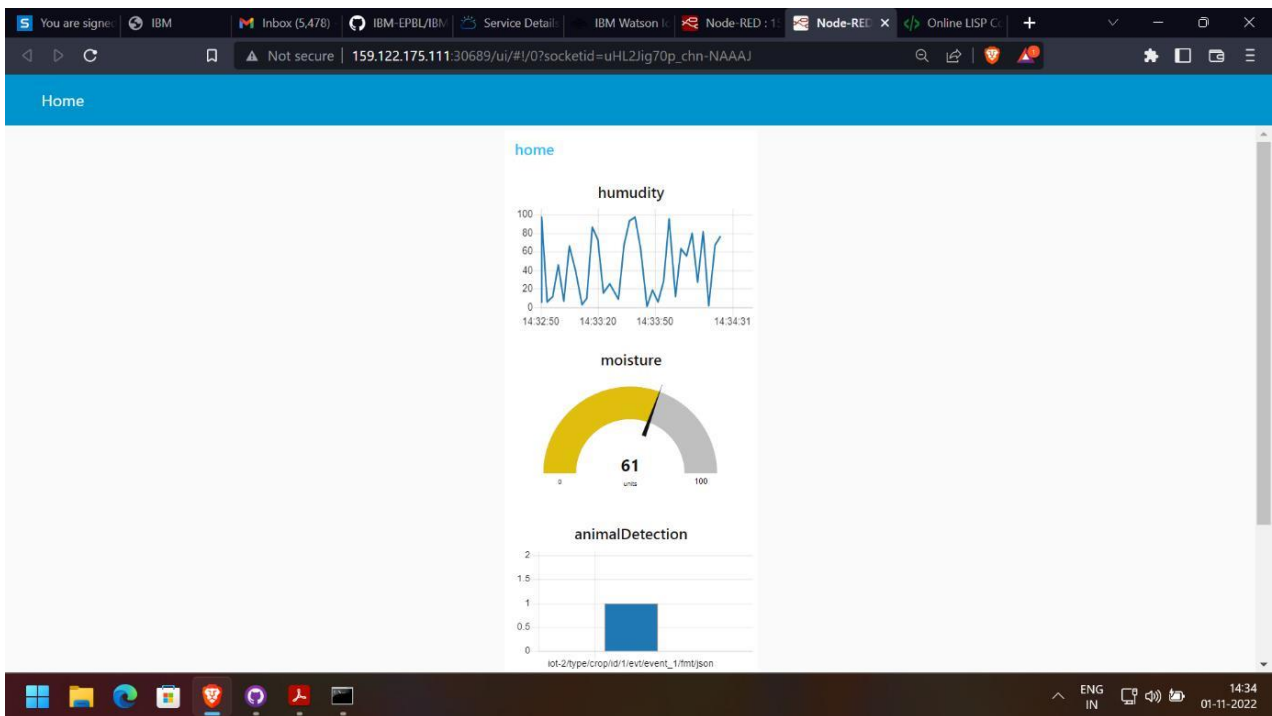 You are signed
IBM
Inbox (5,478)
IBM-EPBL/IBM
Service Details
IBM Watson Io
Node-RED : 15
Node-RED
Online LISP Co
Not secure
159.122.175.111:30689/ui/#!/0?socketid=uHL2Jig70p_chn-NAAAJ
Home
home
humudity
100
80
60
40
20
0
14:32:50 14:33:20 14:33:50 14:34:31
moisture
61
0 units 100
animalDetection
2
1.5
1
0.5
0
iot-2/type/crop/id/1/evt/event_1/fmt/json
ENG
IN
14:34
01-11-2022